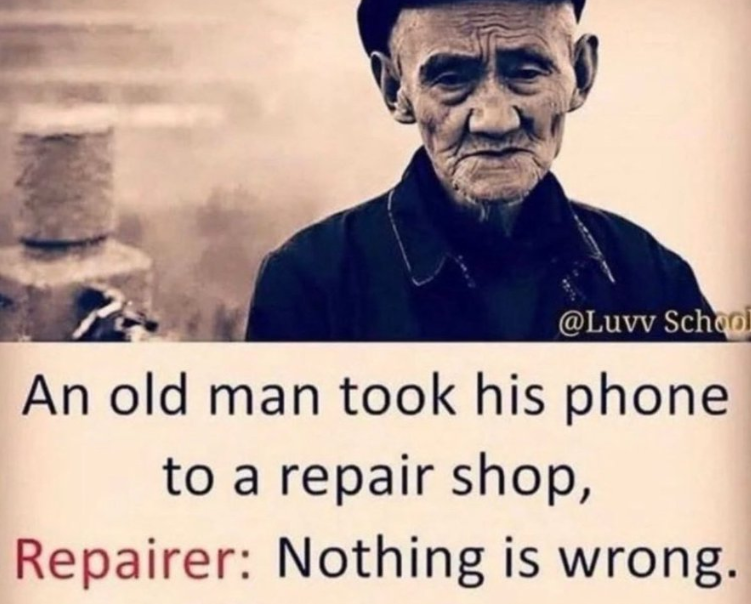 @Luvv School
An old man took his phone
to a repair shop,
Repairer: Nothing is wrong.